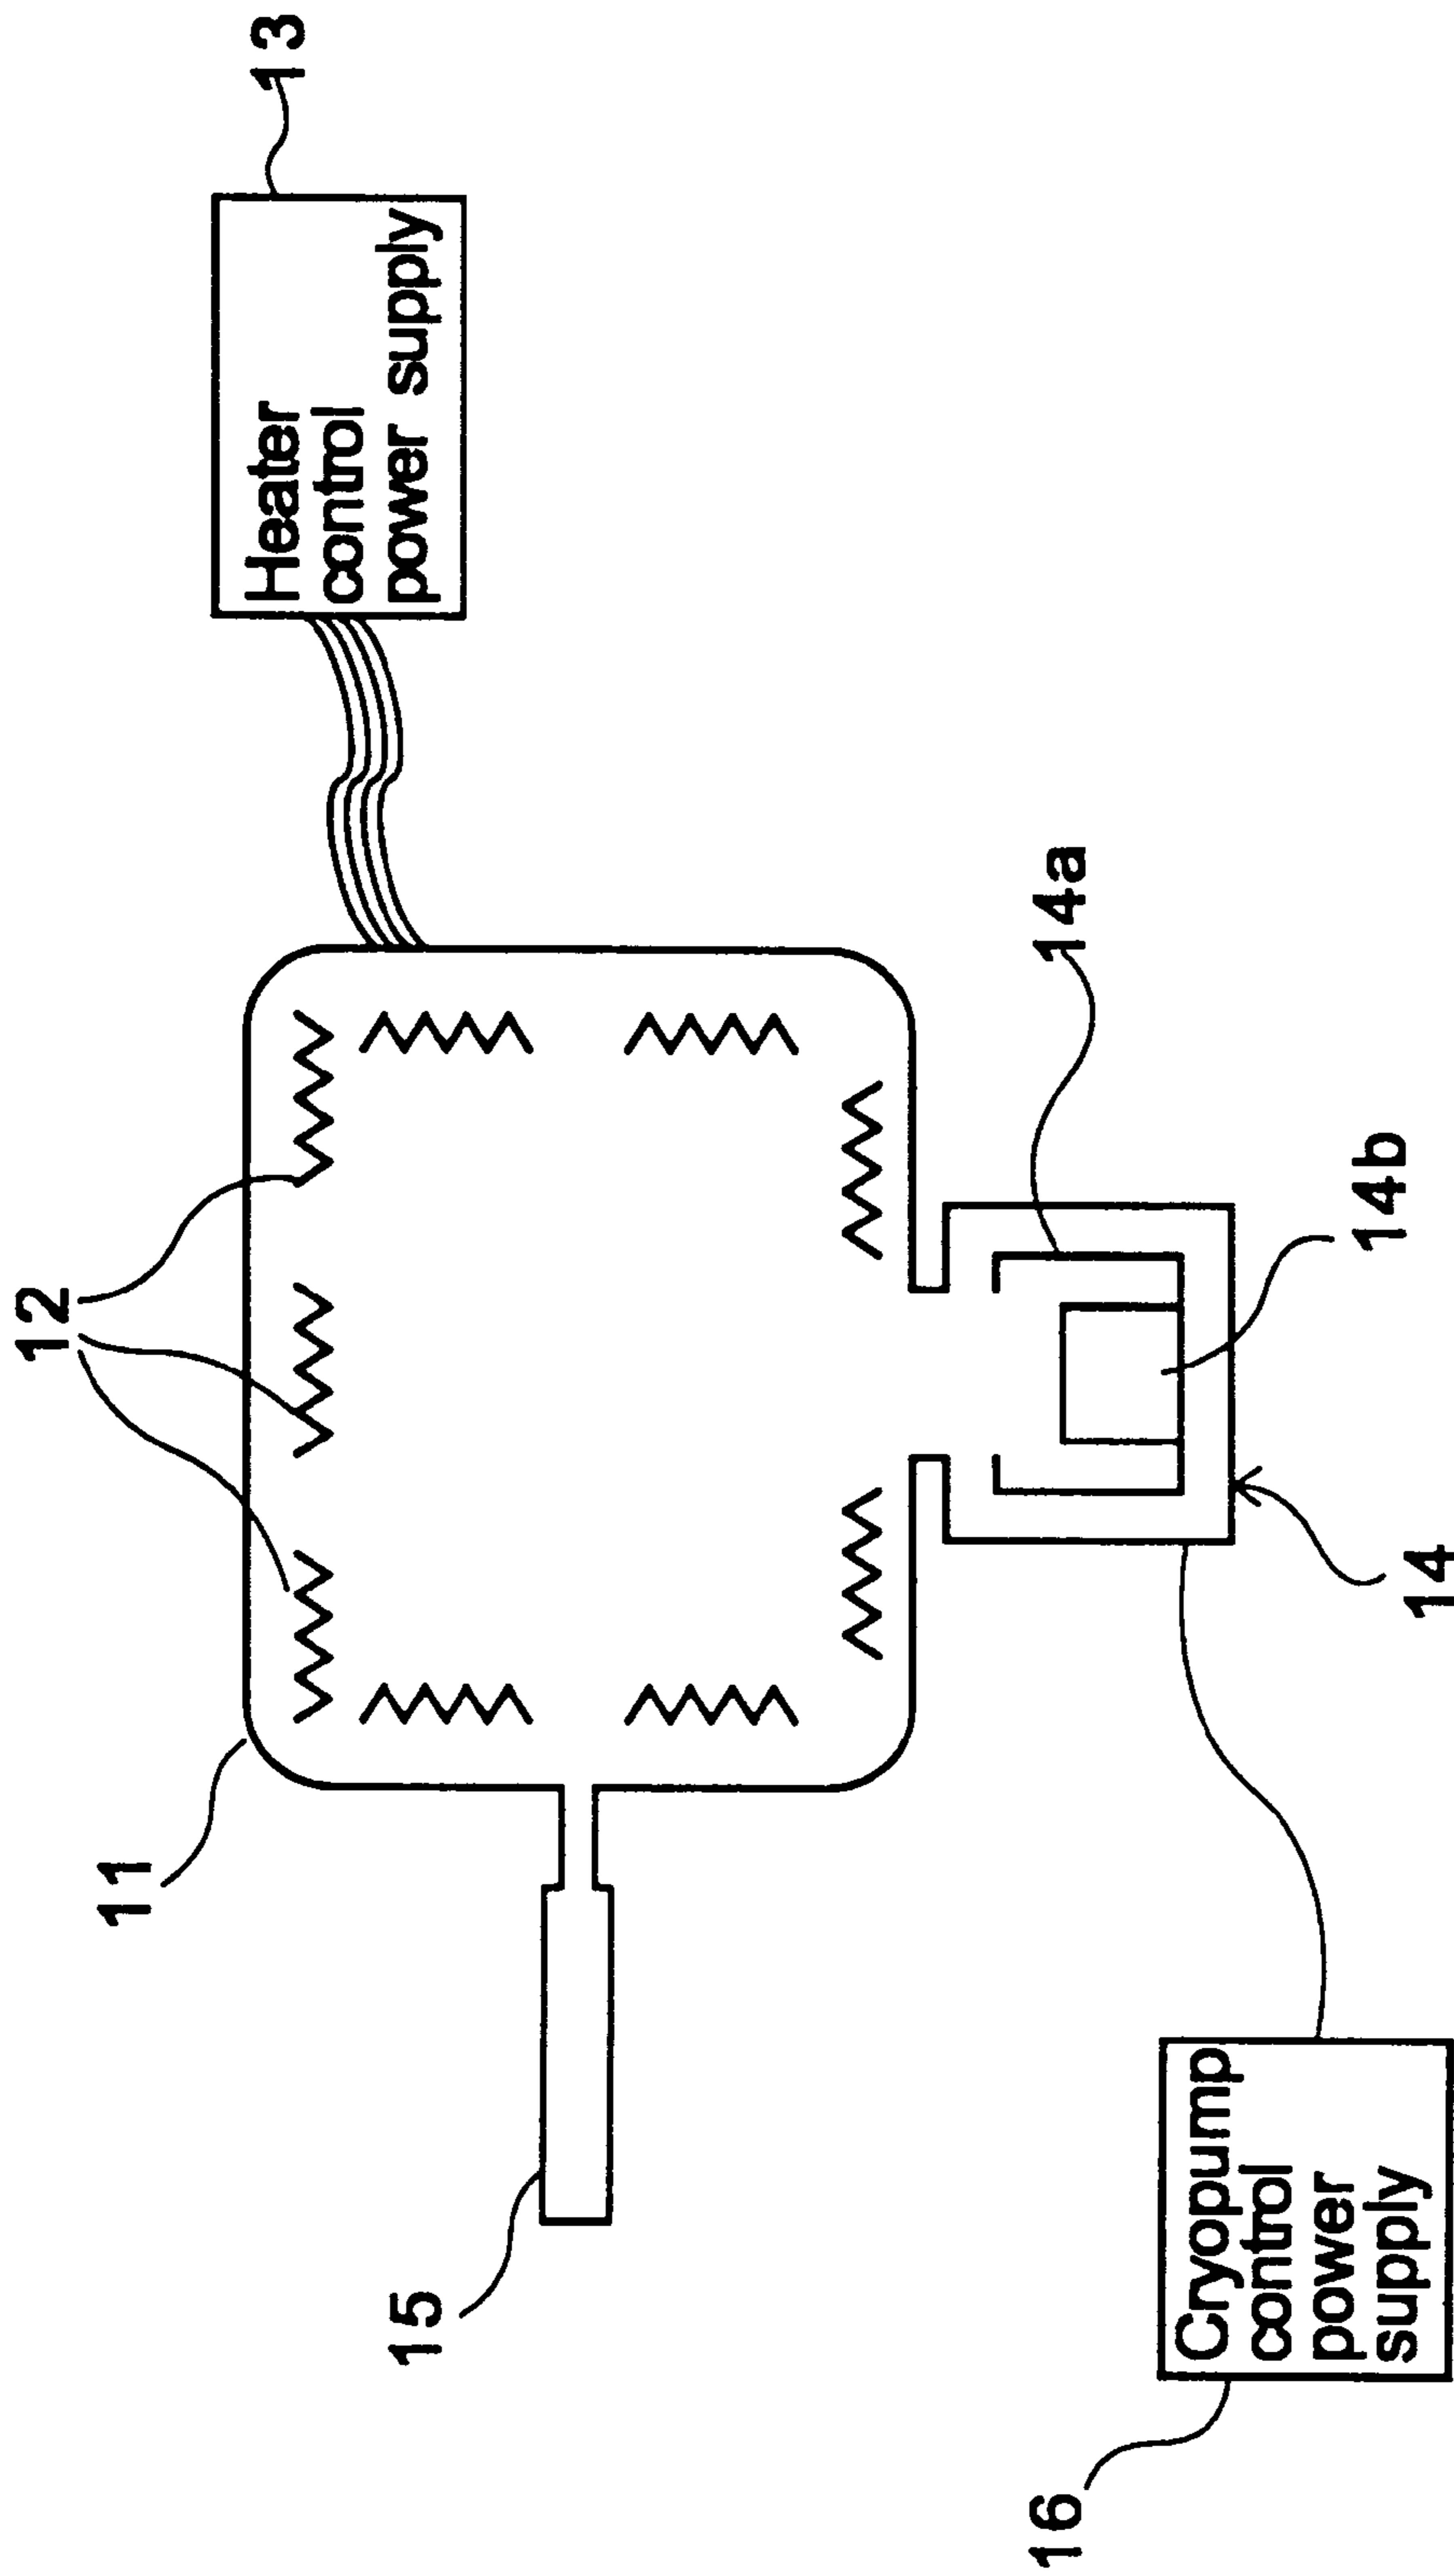 12
11
13
Heater
control
power supply
15
14a
14b
14
16
Cryopump
control
power
supply